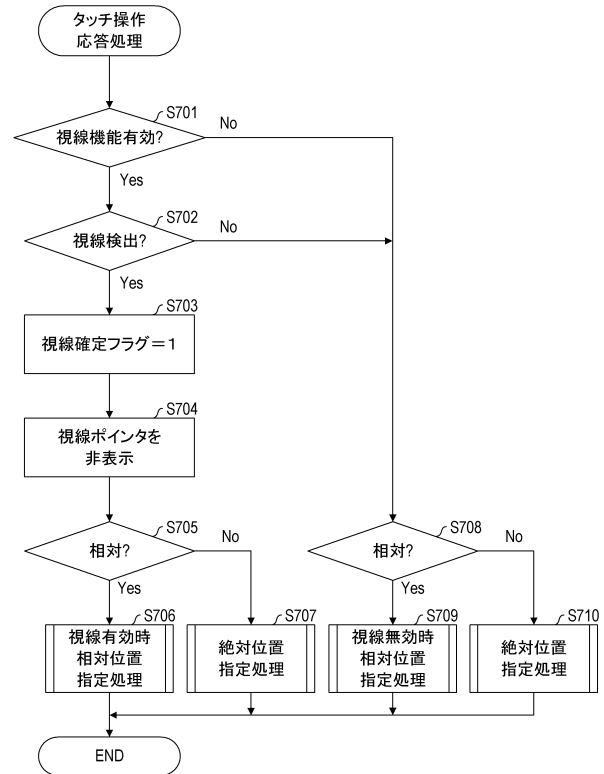 タッチ操作
応答処理
S701
視線機能有効?
No
Yes
S702
視線検出?
No
Yes
S703
視線確定フラグ=1
S704
視線ポインタを
非表示
S705
相対?
No
Yes
S708
相対?
No
Yes
S706
視線有効時
相対位置
指定処理
S707
絶対位置
指定処理
S709
視線無効時
相対位置
指定処理
S710
絶対位置
指定処理
END